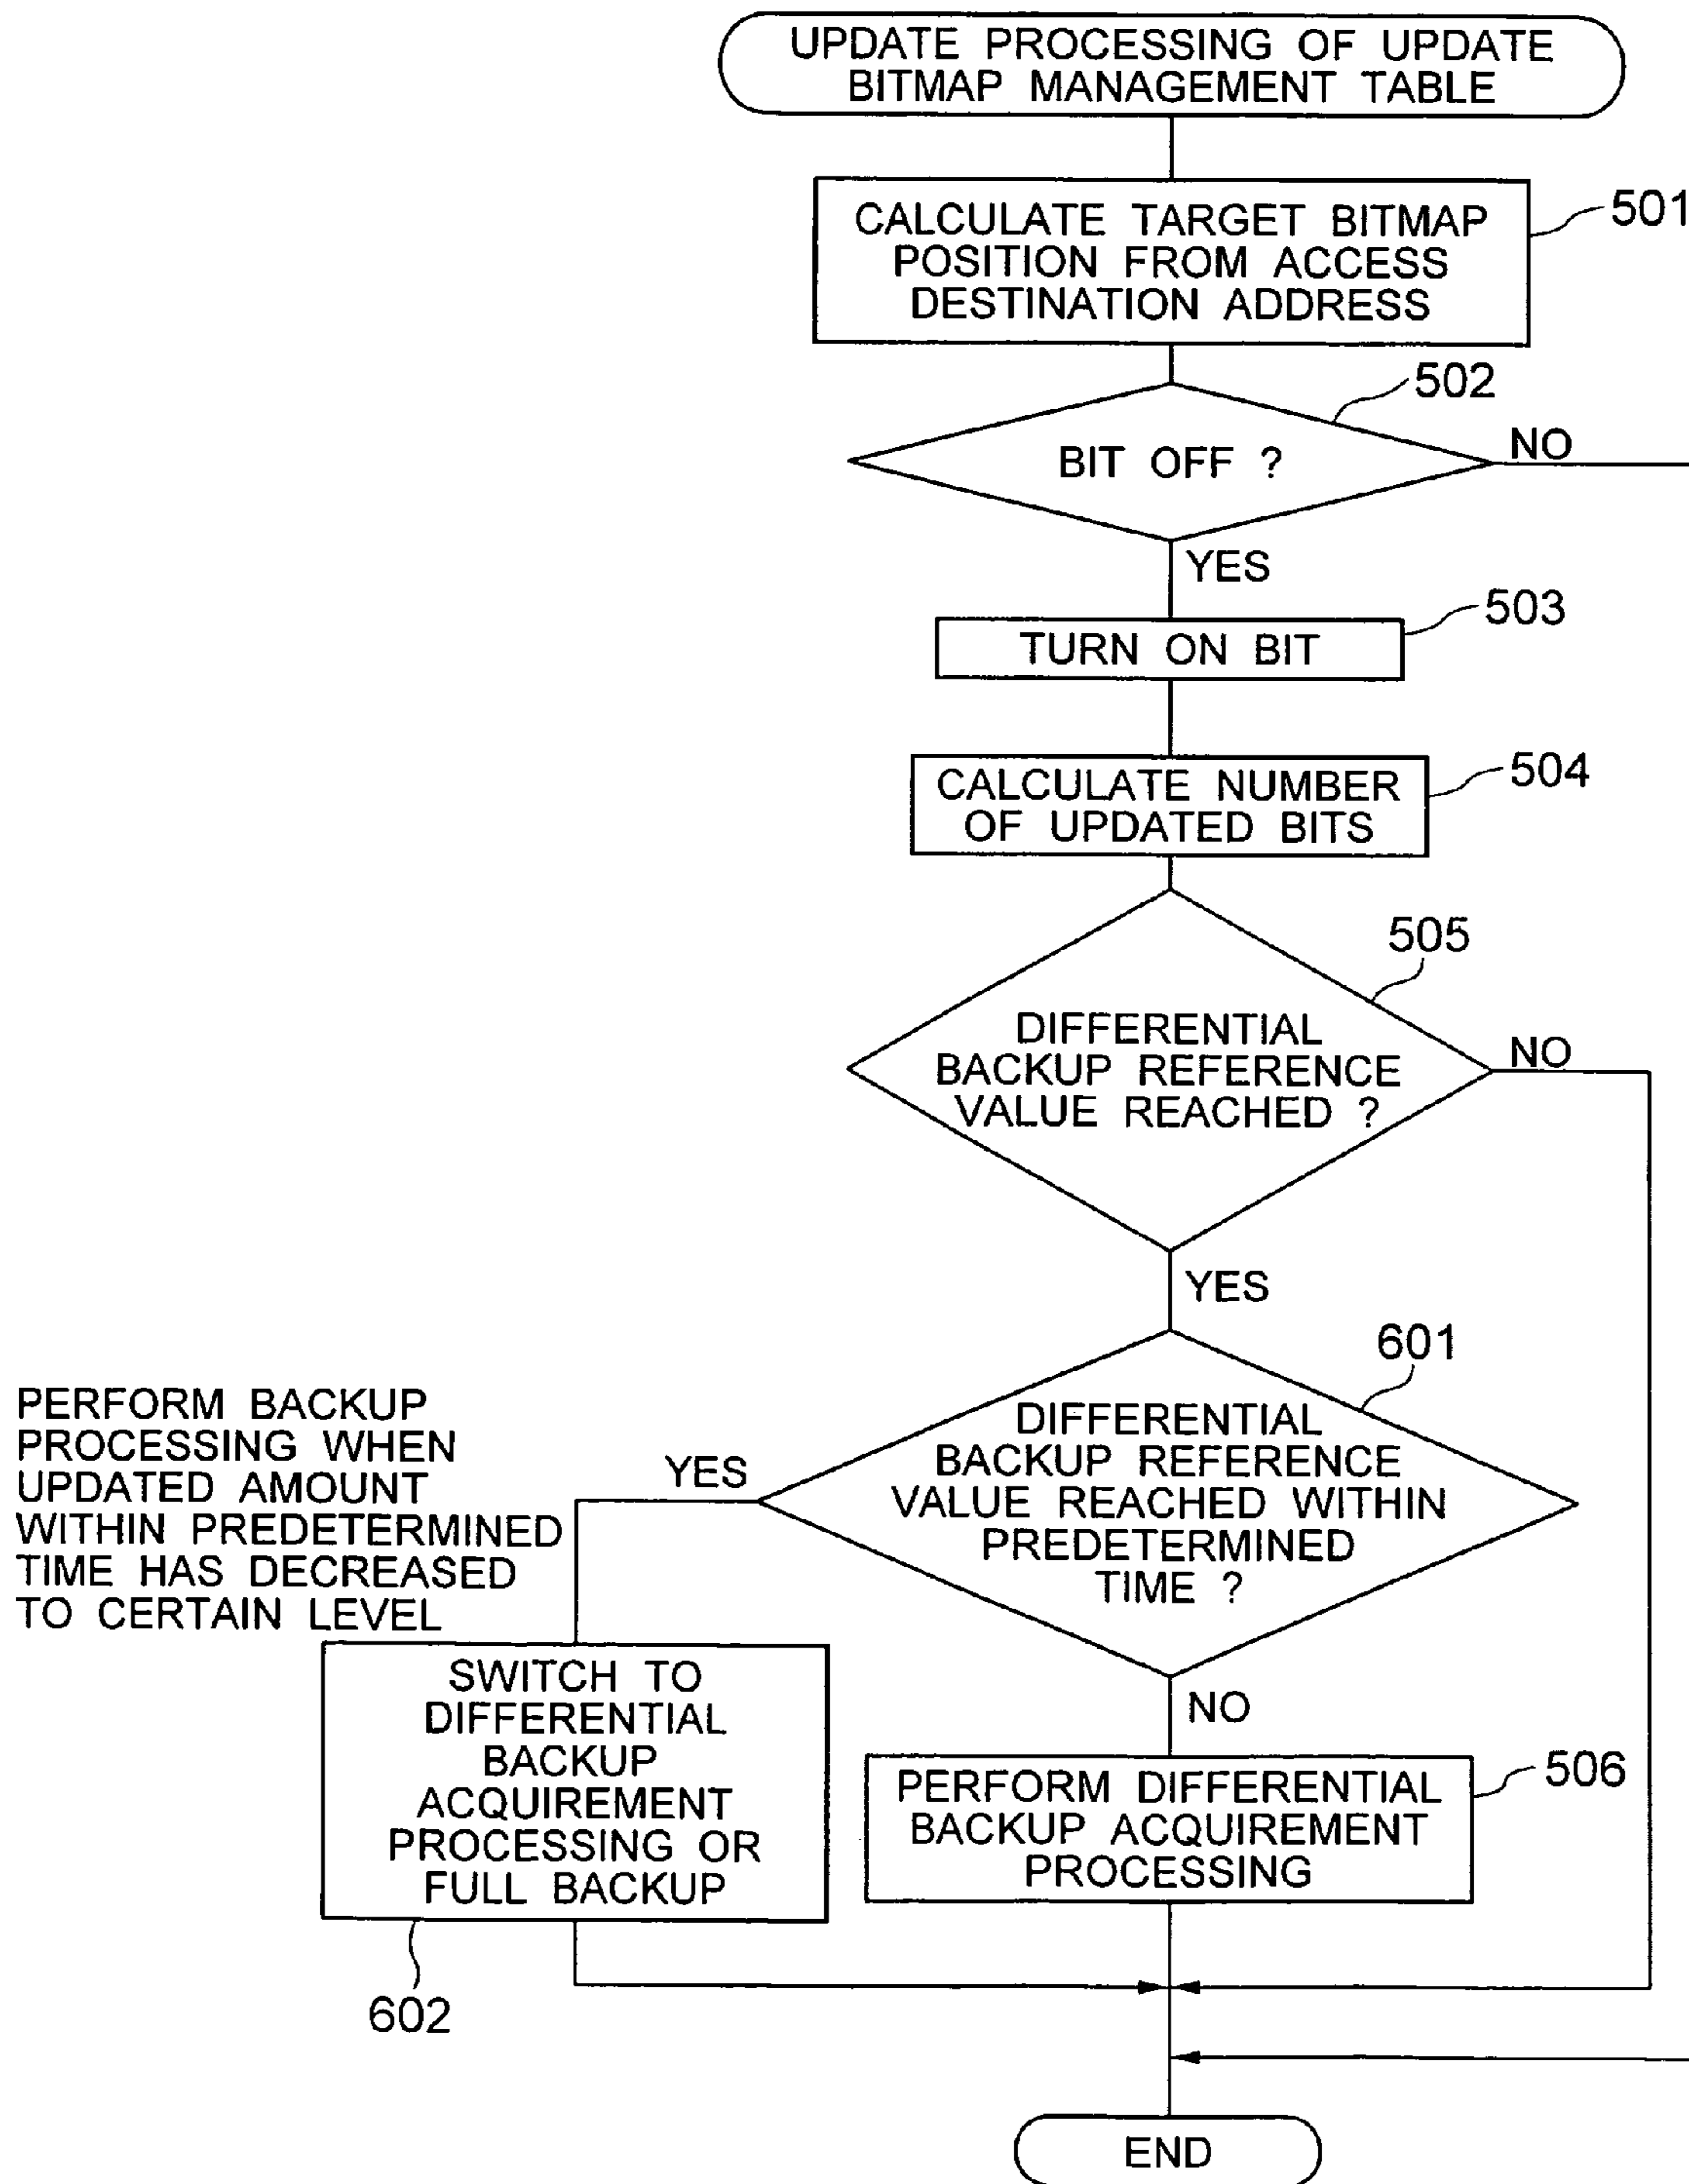 UPDATE PROCESSING OF UPDATE
BITMAP MANAGEMENT TABLE
CALCULATE TARGET BITMAP
POSITION FROM ACCESS
DESTINATION ADDRESS
501
502
BIT OFF ?
NO
YES
503
TURN ON BIT
504
CALCULATE NUMBER
OF UPDATED BITS
505
DIFFERENTIAL
BACKUP REFERENCE
VALUE REACHED ?
NO
YES
601
DIFFERENTIAL
BACKUP REFERENCE
VALUE REACHED WITHIN
PREDETERMINED
TIME ?
YES
PERFORM BACKUP
PROCESSING WHEN
UPDATED AMOUNT
WITHIN PREDETERMINED
TIME HAS DECREASED
TO CERTAIN LEVEL
NO
SWITCH TO
DIFFERENTIAL
BACKUP
ACQUIREMENT
PROCESSING OR
FULL BACKUP
602
506
PERFORM DIFFERENTIAL
BACKUP ACQUIREMENT
PROCESSING
END